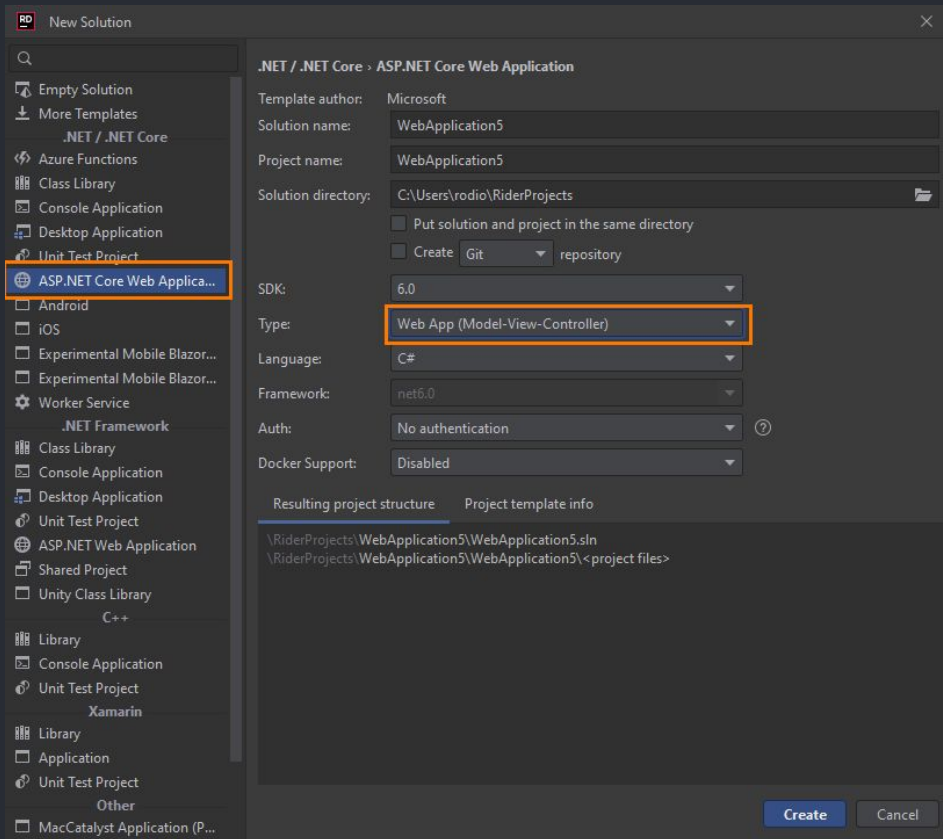 RD New Solution
Empty Solution
More Templates
.NET / .NET Core
Azure Functions
Class Library
Console Application
Desktop Application
Unit Test Project
ASP.NET Core Web Applica...
Android
iOS
Experimental Mobile Blazor...
Experimental Mobile Blazor...
Worker Service
.NET Framework
Class Library
Console Application
Desktop Application
Unit Test Project
ASP.NET Web Application
Shared Project
Unity Class Library
C++
Library
Console Application
Unit Test Project
Xamarin
Library
Application
Unit Test Project
Other
MacCatalyst Application (P...
.NET / .NET Core › ASP.NET Core Web Application
Template author: Microsoft
Solution name: WebApplication5
Project name: WebApplication5
Solution directory: C:\Users\rodio\RiderProjects
Put solution and project in the same directory
Create Git repository
SDK: 6.0
Type: Web App (Model-View-Controller)
Language: C#
Framework: net6.0
Auth: No authentication ?
Docker Support: Disabled
Resulting project structure Project template info
\RiderProjects\WebApplication5\WebApplication5.sln
\RiderProjects\WebApplication5\WebApplication5\<project files>
Create Cancel